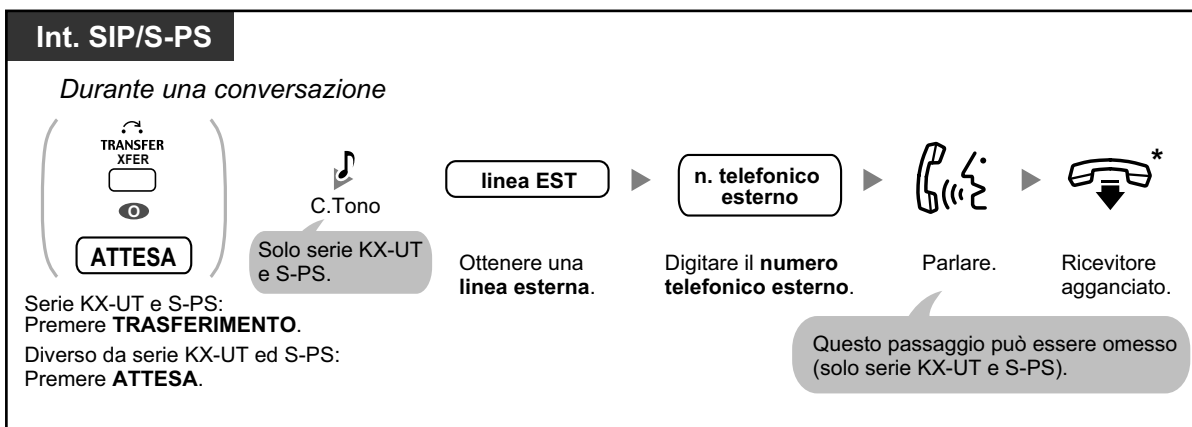 Int. SIP/S-PS
Durante una conversazione
TRANSFER
XFER
ATTESA
Serie KX-UT e S-PS:
Premere TRASFERIMENTO.
Diverso da serie KX-UT ed S-PS:
Premere ATTESA.
C.Tono
Solo serie KX-UT
e S-PS.
linea EST
Ottenere una
linea esterna.
n. telefonico
esterno
Digitare il numero
telefonico esterno.
Parlare.
Questo passaggio può essere omesso
(solo serie KX-UT e S-PS).
*
Ricevitore
agganciato.